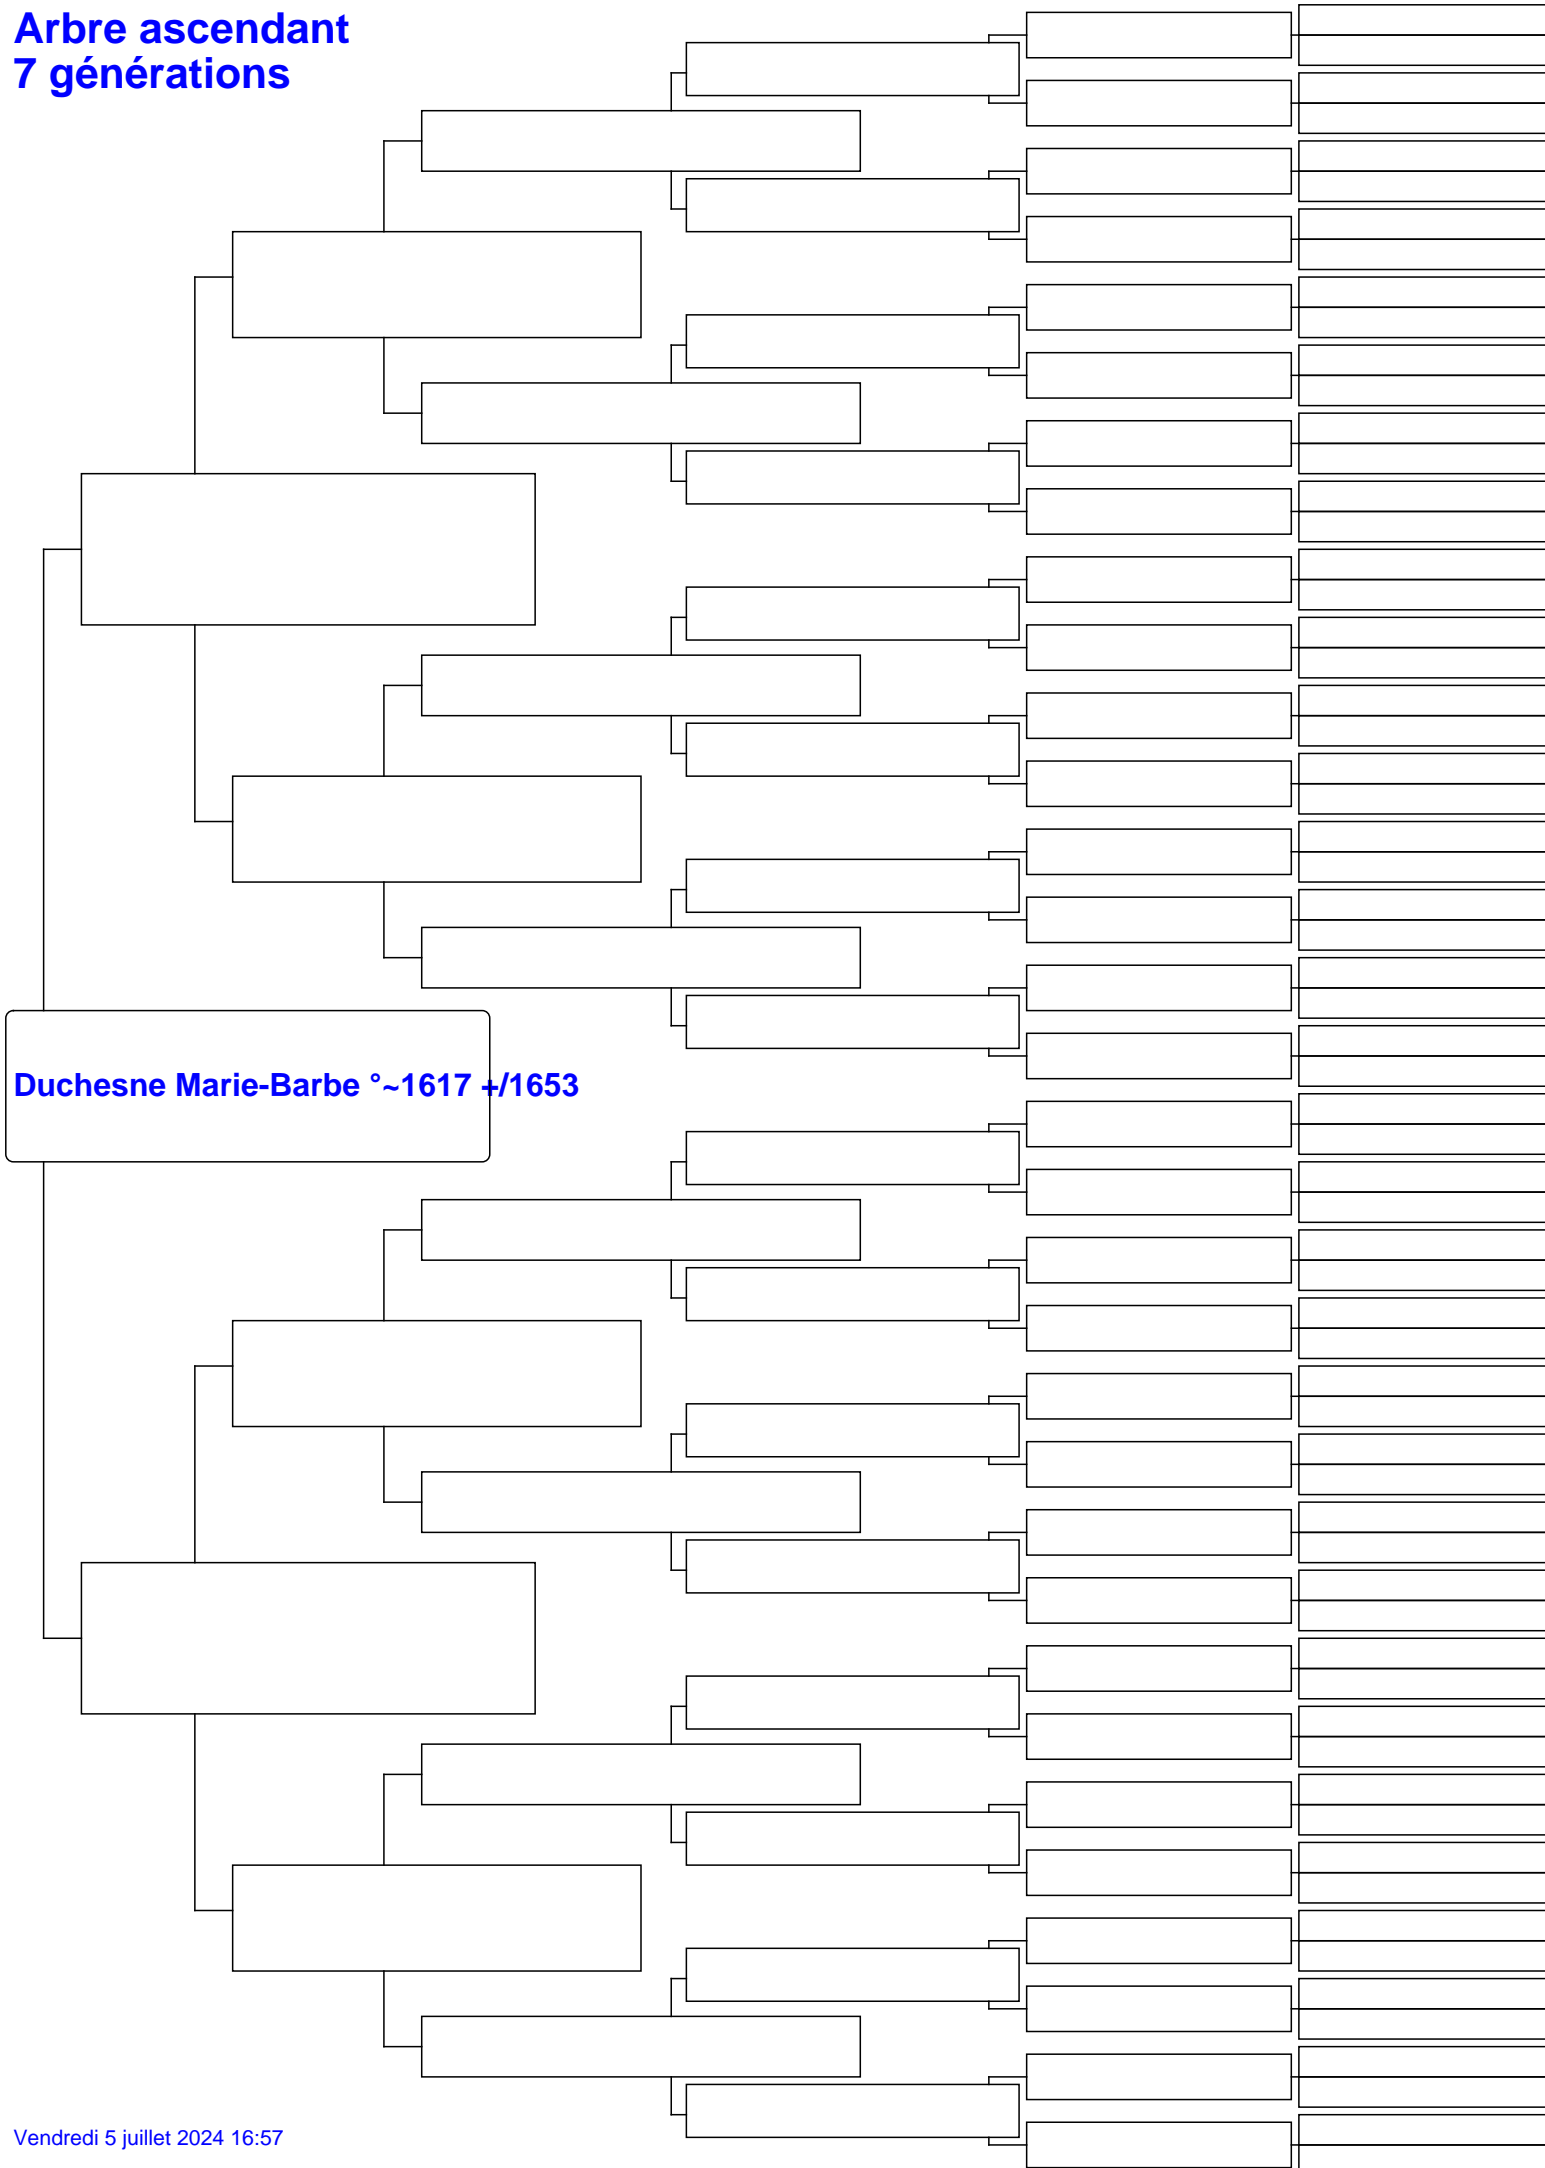 Arbre ascendant
7 générations
Duchesne Marie-Barbe °~1617 +/1653
Vendredi 5 juillet 2024 16:57